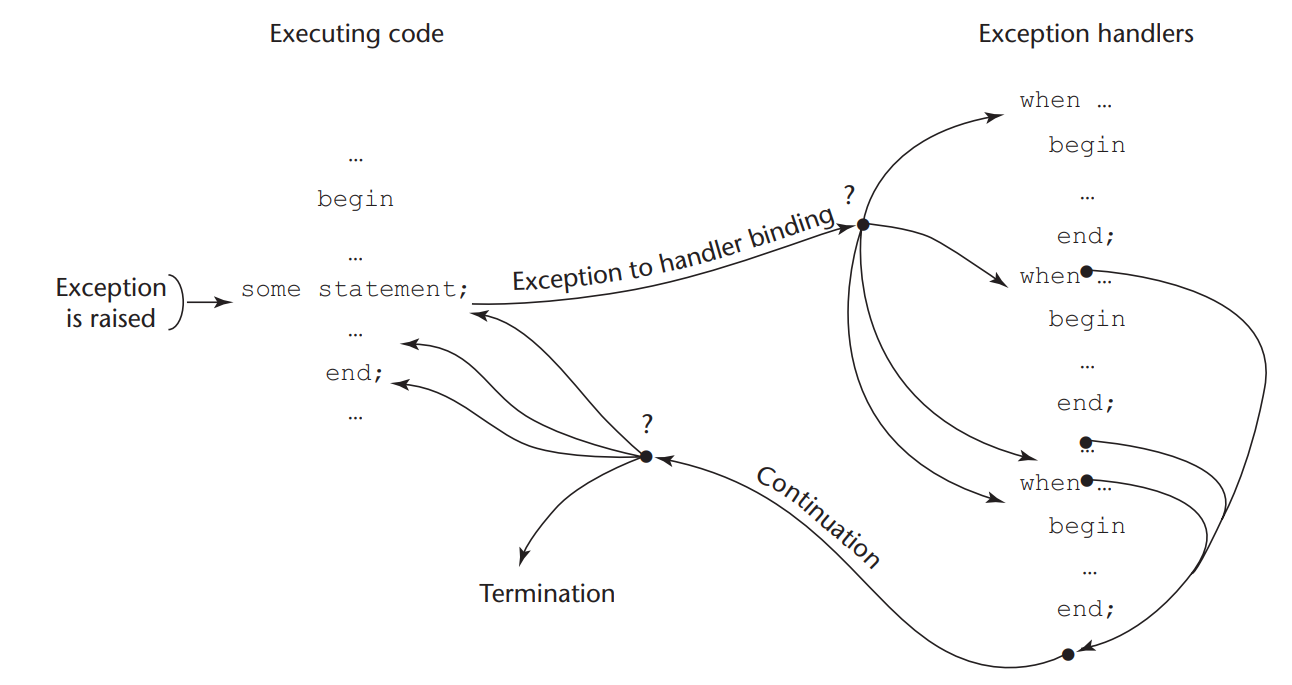 Executing code
…
begin
…
Exception
is raised
some statement;
…
end;
…
Exception to handler binding
?
Exception handlers
when …
begin
…
end;
when …
begin
…
end;
…
when …
begin
…
end;
Continuation
?
Termination